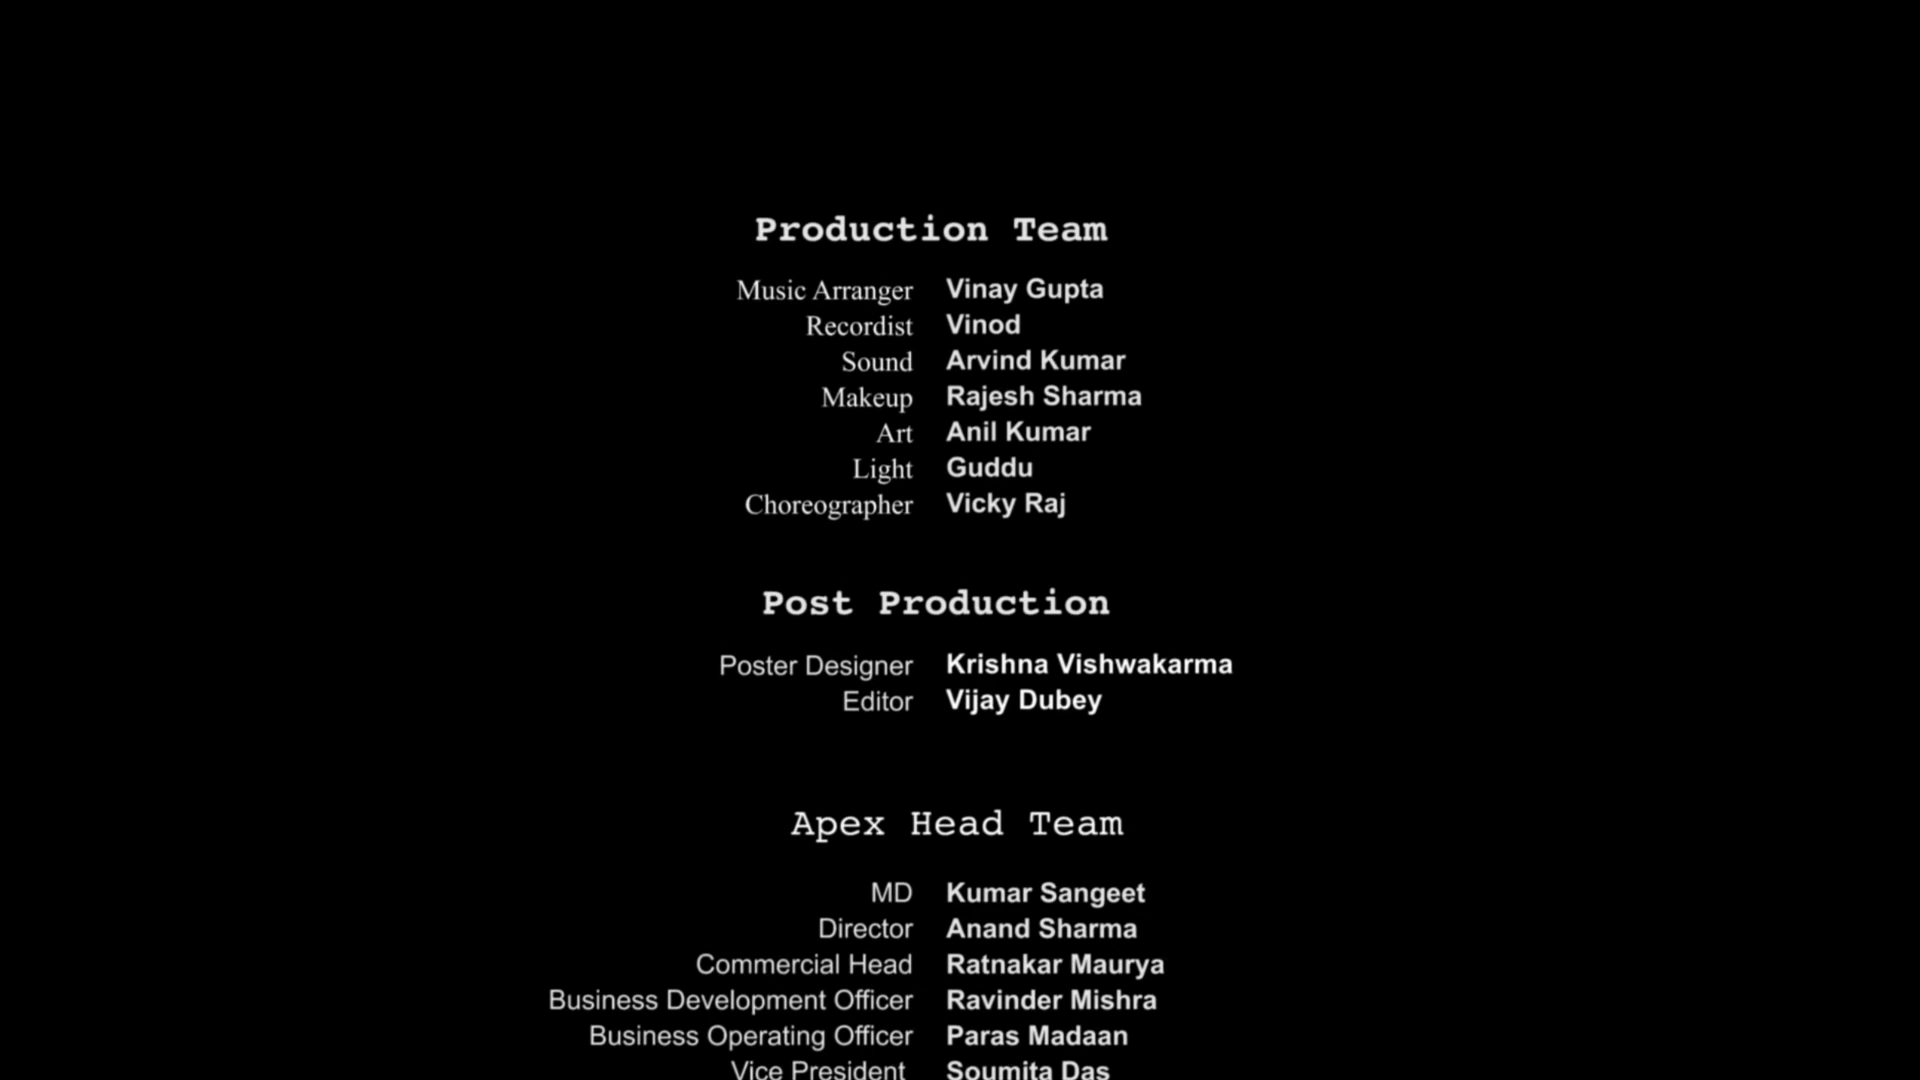 Production Team
Music Arranger Vinay Gupta
Recordist Vinod
Sound Arvind Kumar
Makeup Rajesh Sharma
Art Anil Kumar
Light Guddu
Choreographer Vicky Raj
Post Production
Poster Designer Krishna Vishwakarma
Editor Vijay Dubey
Apex Head Team
MD Kumar Sangeet
Director Anand Sharma
Commercial Head Ratnakar Maurya
Business Development Officer Ravinder Mishra
Business Operating Officer Paras Madaan
Vice President Soumita Das